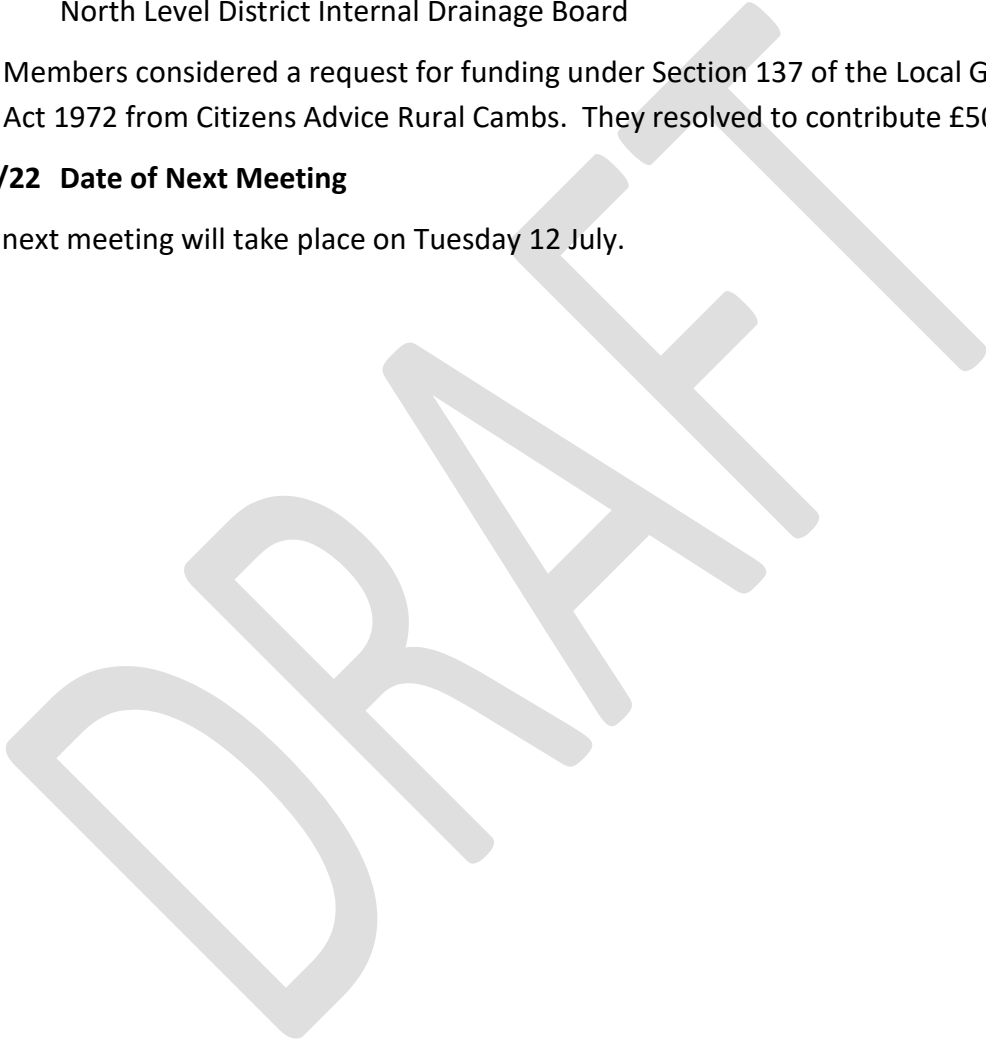 North Level District Internal Drainage Board
Members considered a request for funding under Section 137 of the Local G
Act 1972 from Citizens Advice Rural Cambs. They resolved to contribute £50
/22 Date of Next Meeting
next meeting will take place on Tuesday 12 July.
DRAFT